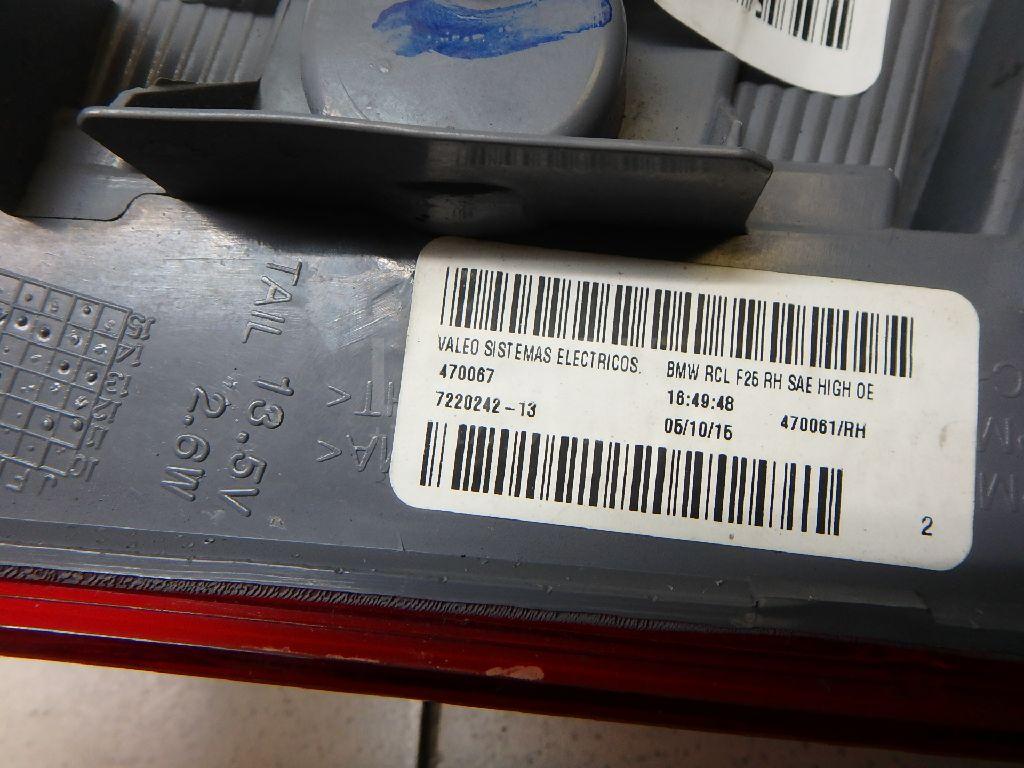 VALEO SISTEMAS ELECTRICOS. BMW RCL F25 RH SAE HIGH OE
470067 16:49:48 470061/RH
7220242-13 05/10/15
2
TAIL 13.5V
2.6W